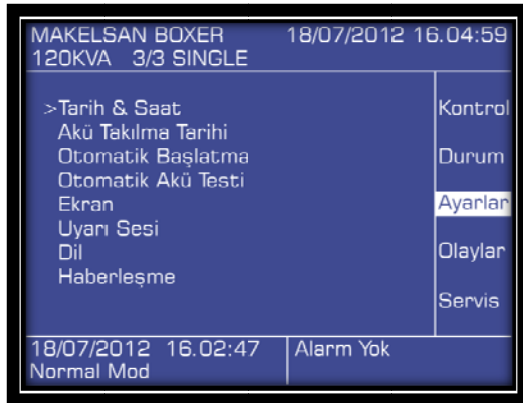 MAKELSAN BOXER 18/07/2012 16.04:59
120KVA 3/3 SINGLE
>Tarih & Saat
Akü Takılma Tarihi
Otomatik Başlatma
Otomatik Akü Testi
Ekran
Uyarı Sesi
Dil
Haberleşme
Kontrol
Durum
Ayarlar
Olaylar
Servis
18/07/2012 16.02:47
Normal Mod
Alarm Yok